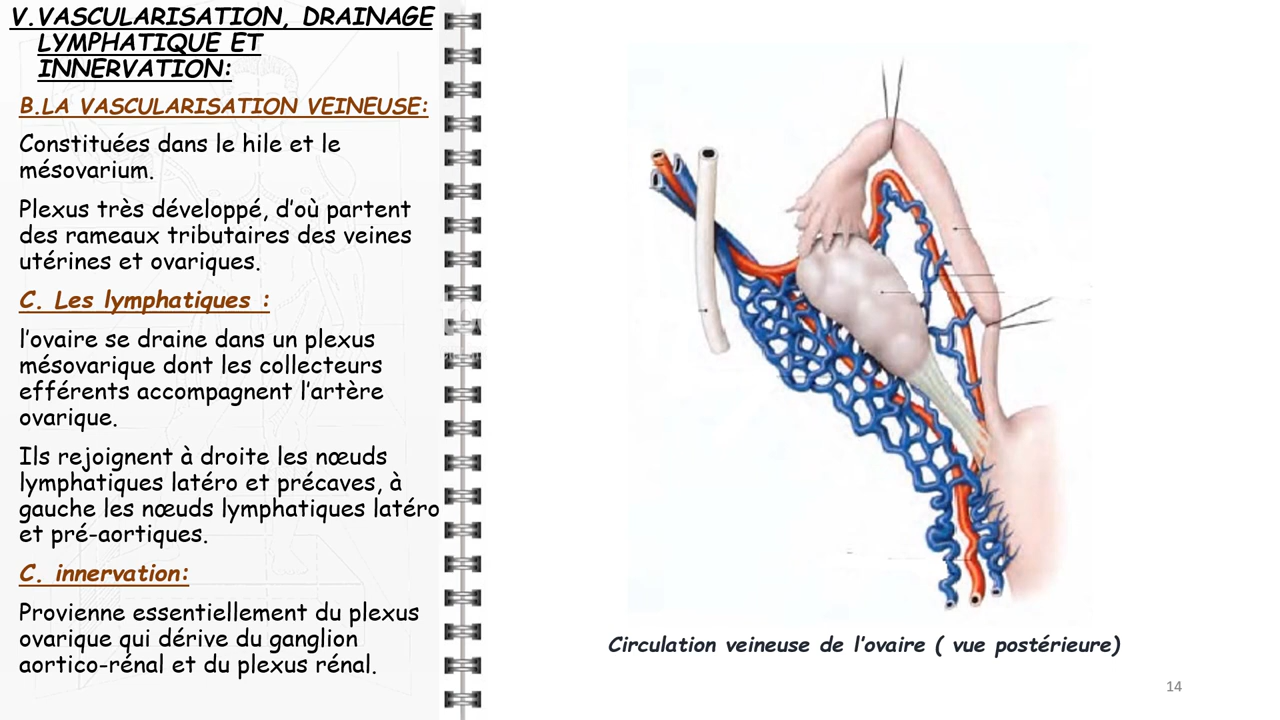 V.VASCULARISATION, DRAINAGE
LYMPHATIQUE ET
INNERVATION:
B.LA VASCULARISATION VEINEUSE:
Constituées dans le hile et le
mésovarium.
Plexus très développé, d’où partent
des rameaux tributaires des veines
utérines et ovariques.
C. Les lymphatiques :
l’ovaire se draine dans un plexus
mésovarique dont les collecteurs
efférents accompagnent l’artère
ovarique.
Ils rejoignent à droite les nœuds
lymphatiques latéro et précaves, à
gauche les nœuds lymphatiques latéro
et pré-aortiques.
C. innervation:
Provienne essentiellement du plexus
ovarique qui dérive du ganglion
aortico-rénal et du plexus rénal.
Circulation veineuse de l’ovaire ( vue postérieure)
14